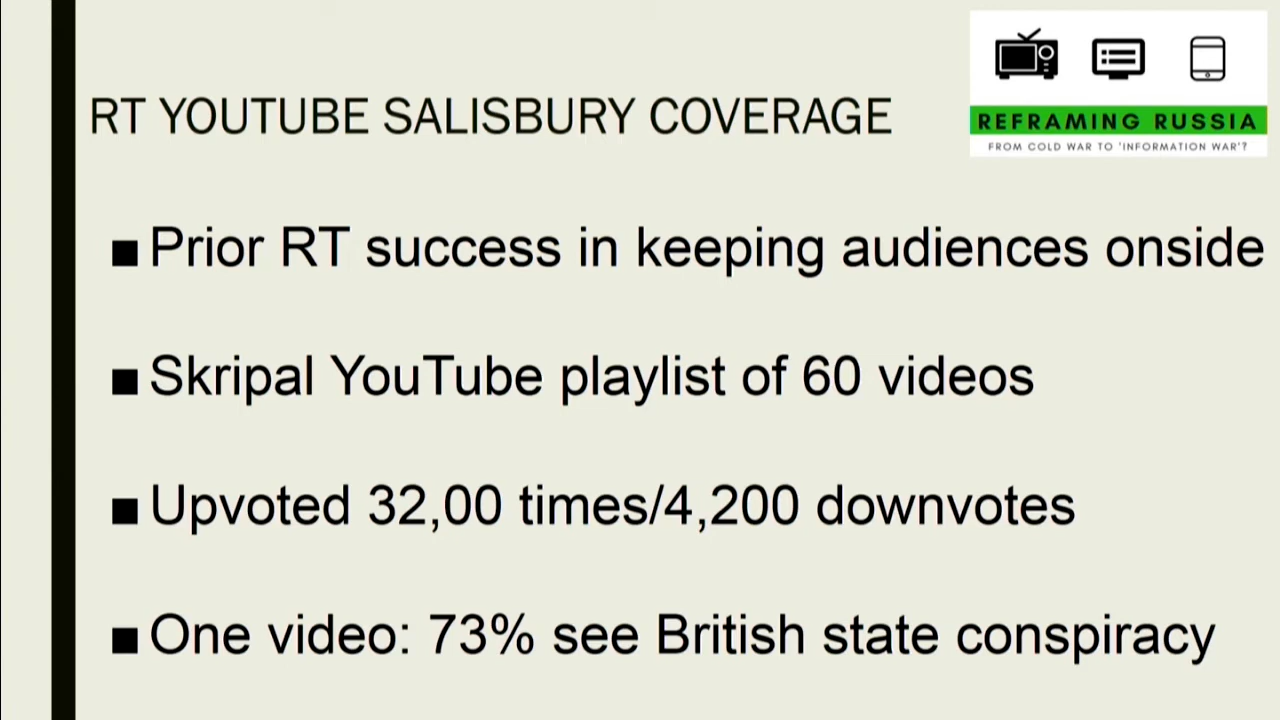 RT YOUTUBE SALISBURY COVERAGE
REFRAMING RUSSIA
FROM COLD WAR TO 'INFORMATION WAR'?
■ Prior RT success in keeping audiences onside
■ Skripal YouTube playlist of 60 videos
■ Upvoted 32,00 times/4,200 downvotes
■ One video: 73% see British state conspiracy